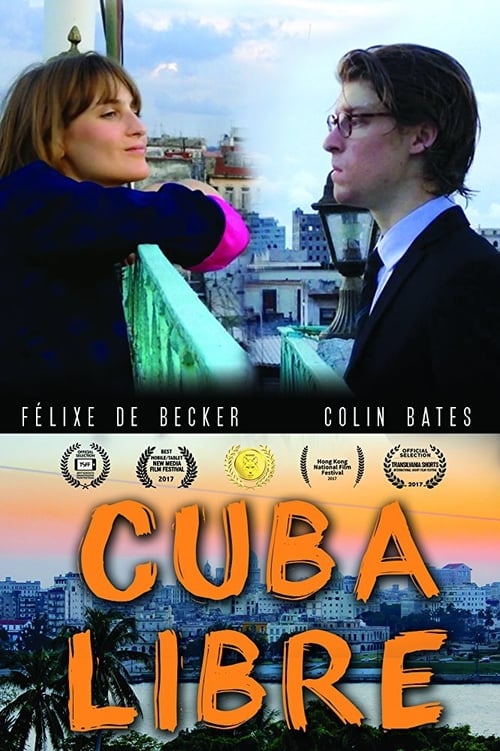 FÉLIXE DE BECKER
COLIN BATES
OFFICIAL
SELECTION
BEST
MOBILE/TABLET
NEW MEDIA
FILM FESTIVAL
2017
Hong Kong
National Film
Festival
2017
OFFICIAL
SELECTION
TRANSILVANIA SHORTS
2017
CUBA
LIBRE